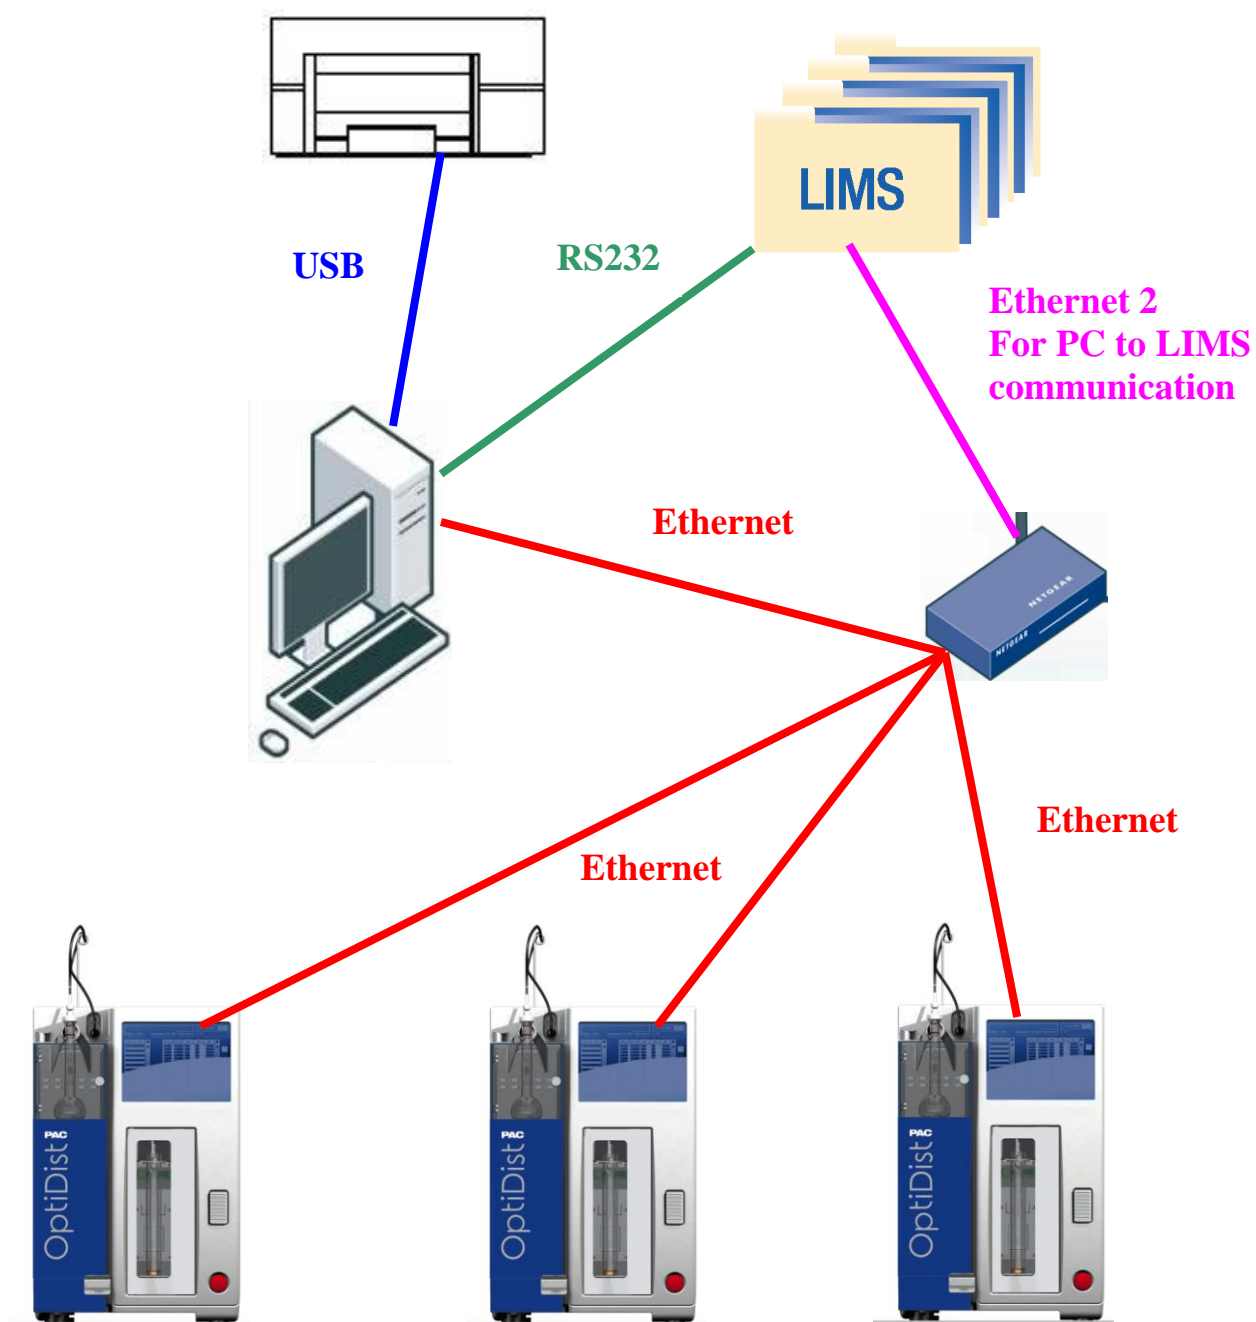 LIMS
USB
RS232
Ethernet 2
For PC to LIMS
communication
Ethernet
NETGEAR
NETGEAR
Ethernet
Ethernet
PAC
OptiDist
PAC
OptiDist
PAC
OptiDist